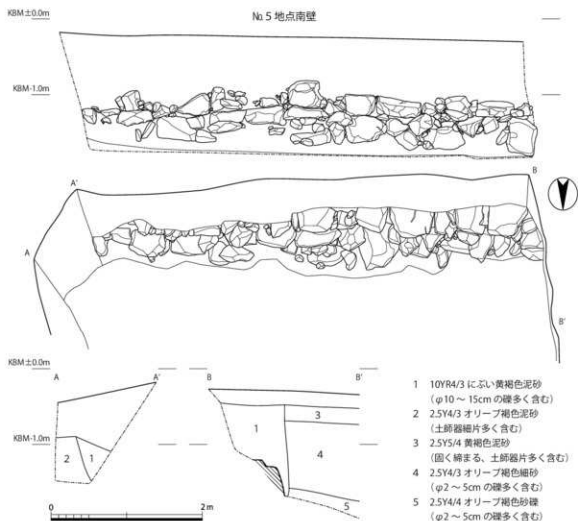 KBM±0.0m
No. 5 地点南壁
KBM-1.0m
A'
B
A
B'
KBM±0.0m
A
A'
B
B'
KBM-1.0m
2
1
1
3
4
5
0
2m
1 10YR4/3 にぶい黄褐色泥砂
(φ10 〜 15cm の礫多く含む)
2 2.5Y4/3 オリーブ褐色泥砂
(土師器細片多く含む)
3 2.5Y5/4 黄褐色泥砂
(固く締まる、土師器片多く含む)
4 2.5Y4/3 オリーブ褐色細砂
(φ2 〜 5cm の礫多く含む)
5 2.5Y4/4 オリーブ褐色砂礫
(φ2 〜 5cm の礫多く含む)